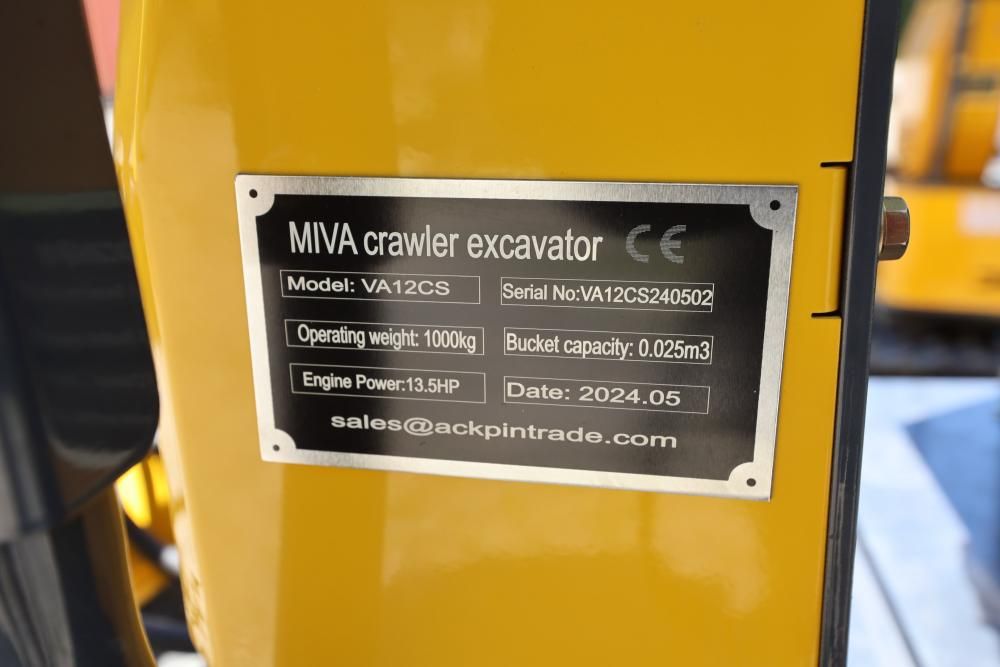 MIVA crawler excavator CE
Model: VA12CS
Serial No:VA12CS240502
Operating weight: 1000kg
Bucket capacity: 0.025m3
Engine Power:13.5HP
Date: 2024.05
sales@ackpintrade.com